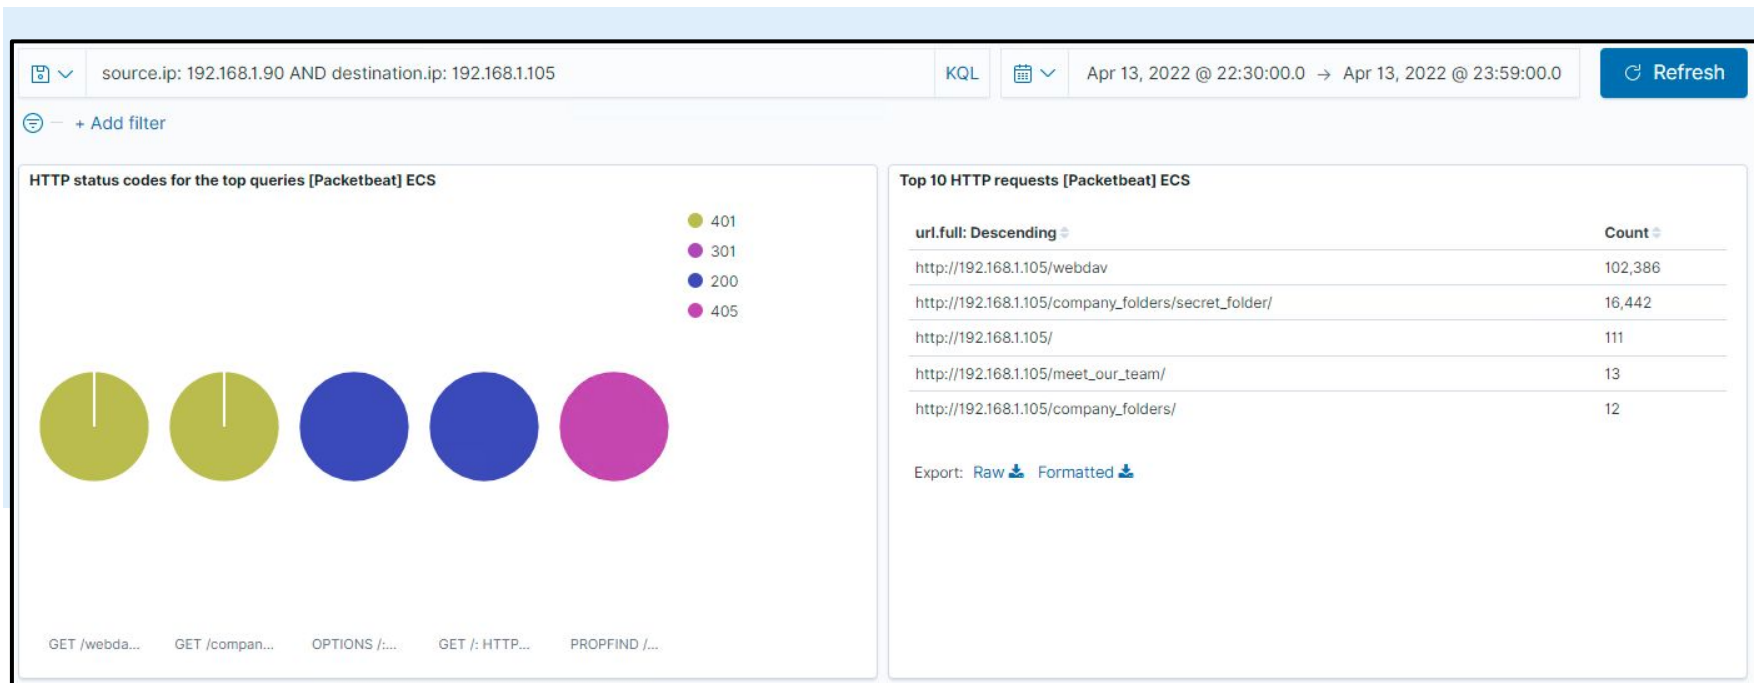 source.ip: 192.168.1.90 AND destination.ip: 192.168.1.105
KQL
Apr 13, 2022 @ 22:30:00.0 → Apr 13, 2022 @ 23:59:00.0
Refresh
+ Add filter
HTTP status codes for the top queries [Packetbeat] ECS
401
301
200
405
GET /webda...
GET /compan...
OPTIONS /:...
GET /: HTTP...
PROPFIND /...
Top 10 HTTP requests [Packetbeat] ECS
url.full: Descending Count
http://192.168.1.105/webdav 102,386
http://192.168.1.105/company_folders/secret_folder/ 16,442
http://192.168.1.105/ 111
http://192.168.1.105/meet_our_team/ 13
http://192.168.1.105/company_folders/ 12
Export: Raw Formatted